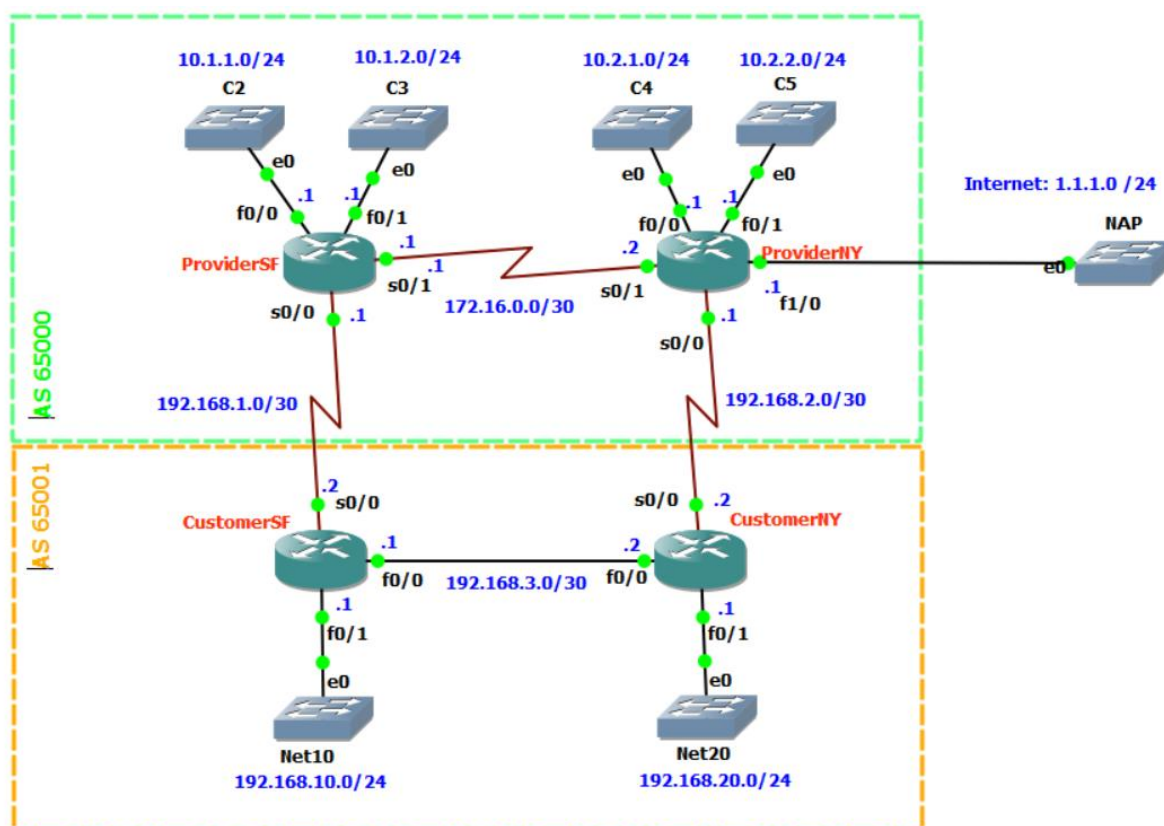 10.1.1.0/24
10.1.2.0/24
10.2.1.0/24
10.2.2.0/24
C2
C3
C4
C5
e0
e0
e0
e0
Internet: 1.1.1.0 /24
NAP
.1
.1
.1
.1
f0/0
f0/1
f0/0
f0/1
ProviderSF
.1
.1
s0/1
.2
s0/1
ProviderNY
.1
f1/0
e0
172.16.0.0/30
s0/0
.1
s0/0
.1
AS 65000
192.168.1.0/30
192.168.2.0/30
AS 65001
.2
s0/0
s0/0
.2
CustomerSF
CustomerNY
.1
f0/0
192.168.3.0/30
.2
f0/0
.1
f0/1
.1
f0/1
e0
e0
Net10
Net20
192.168.10.0/24
192.168.20.0/24